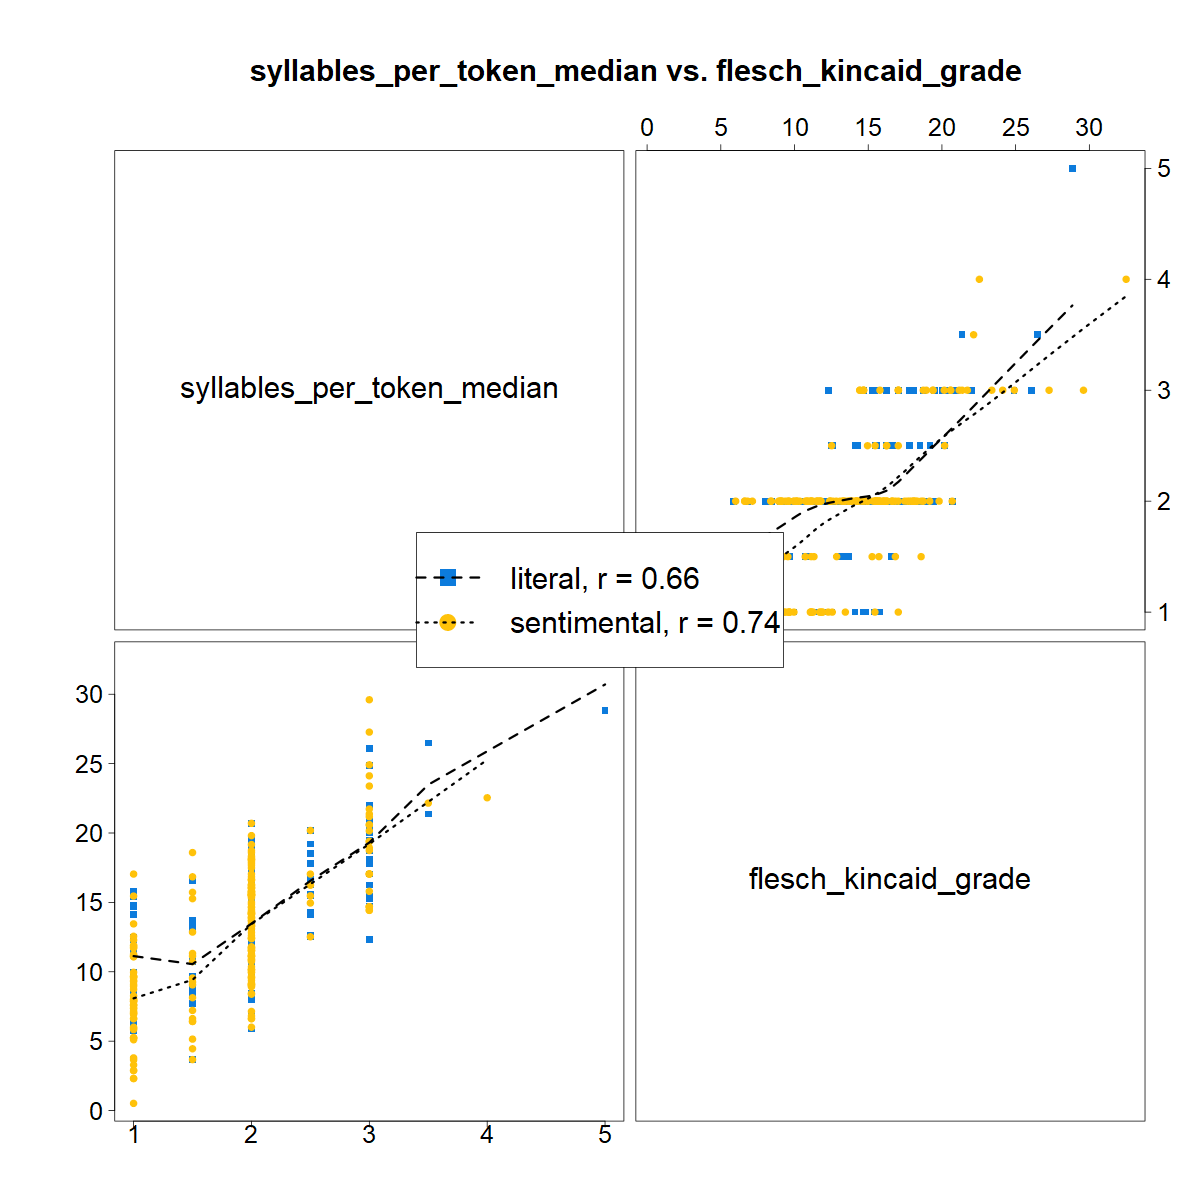 syllables_per_token_median vs. flesch_kincaid_grade
0 5 10 15 20 25 30
5
4
3
2
1
syllables_per_token_median
literal, r = 0.66
sentimental, r = 0.74
30
25
20
15
10
5
0
flesch_kincaid_grade
1 2 3 4 5